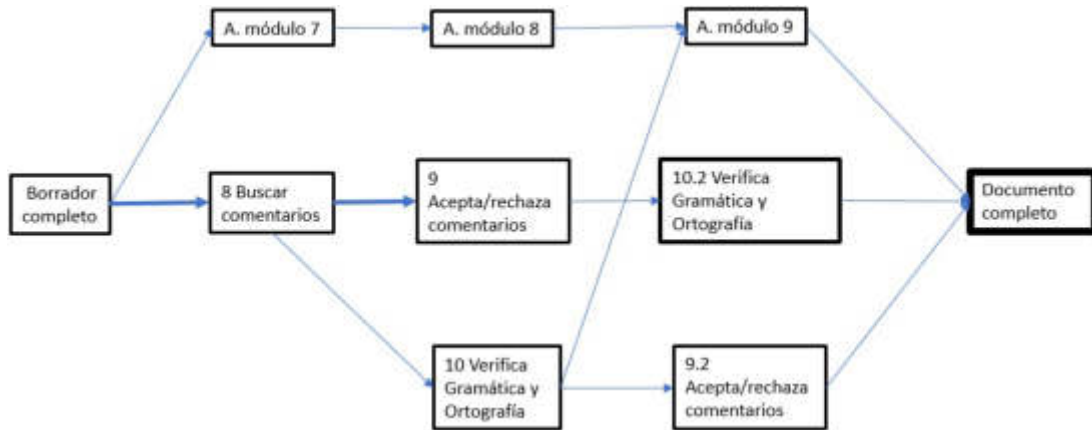 A. módulo 7
A. módulo 8
A. módulo 9
Borrador
completo
8 Buscar
comentarios
9
Acepta/rechaza
comentarios
10.2 Verifica
Gramática y
Ortografía
Documento
completo
10 Verifica
Gramática y
Ortografía
9.2
Acepta/rechaza
comentarios